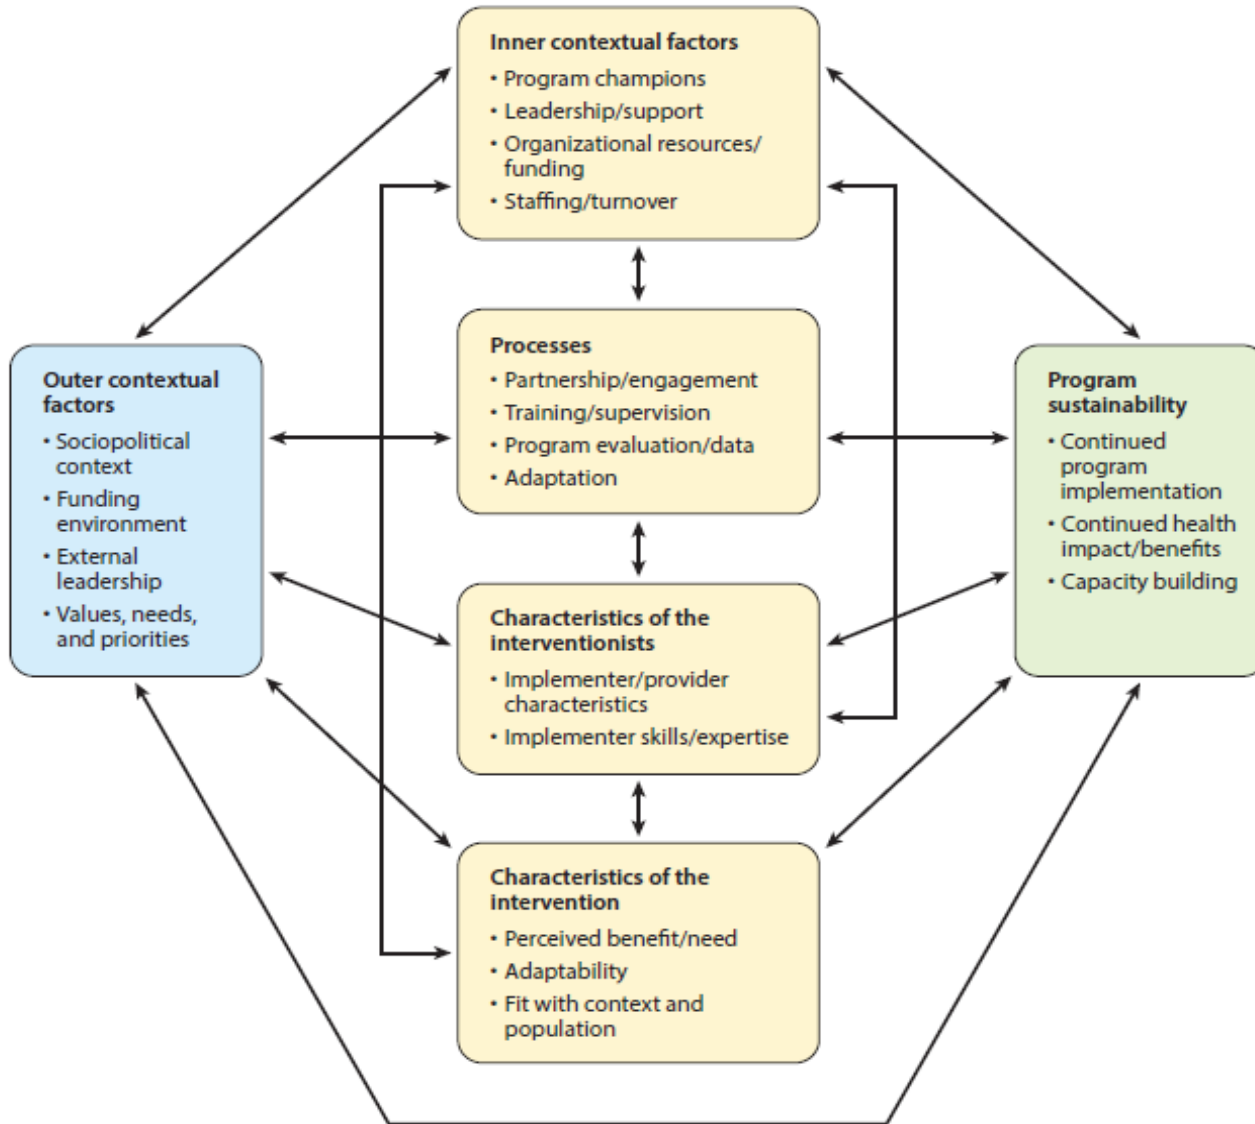 Inner contextual factors
• Program champions
• Leadership/support
• Organizational resources/
funding
• Staffing/turnover
Processes
• Partnership/engagement
• Training/supervision
• Program evaluation/data
• Adaptation
Outer contextual
factors
• Sociopolitical
context
• Funding
environment
• External
leadership
• Values, needs,
and priorities
Program
sustainability
• Continued
program
implementation
• Continued health
impact/benefits
• Capacity building
Characteristics of the
interventionists
• Implementer/provider
characteristics
• Implementer skills/expertise
Characteristics of the
intervention
• Perceived benefit/need
• Adaptability
• Fit with context and
population